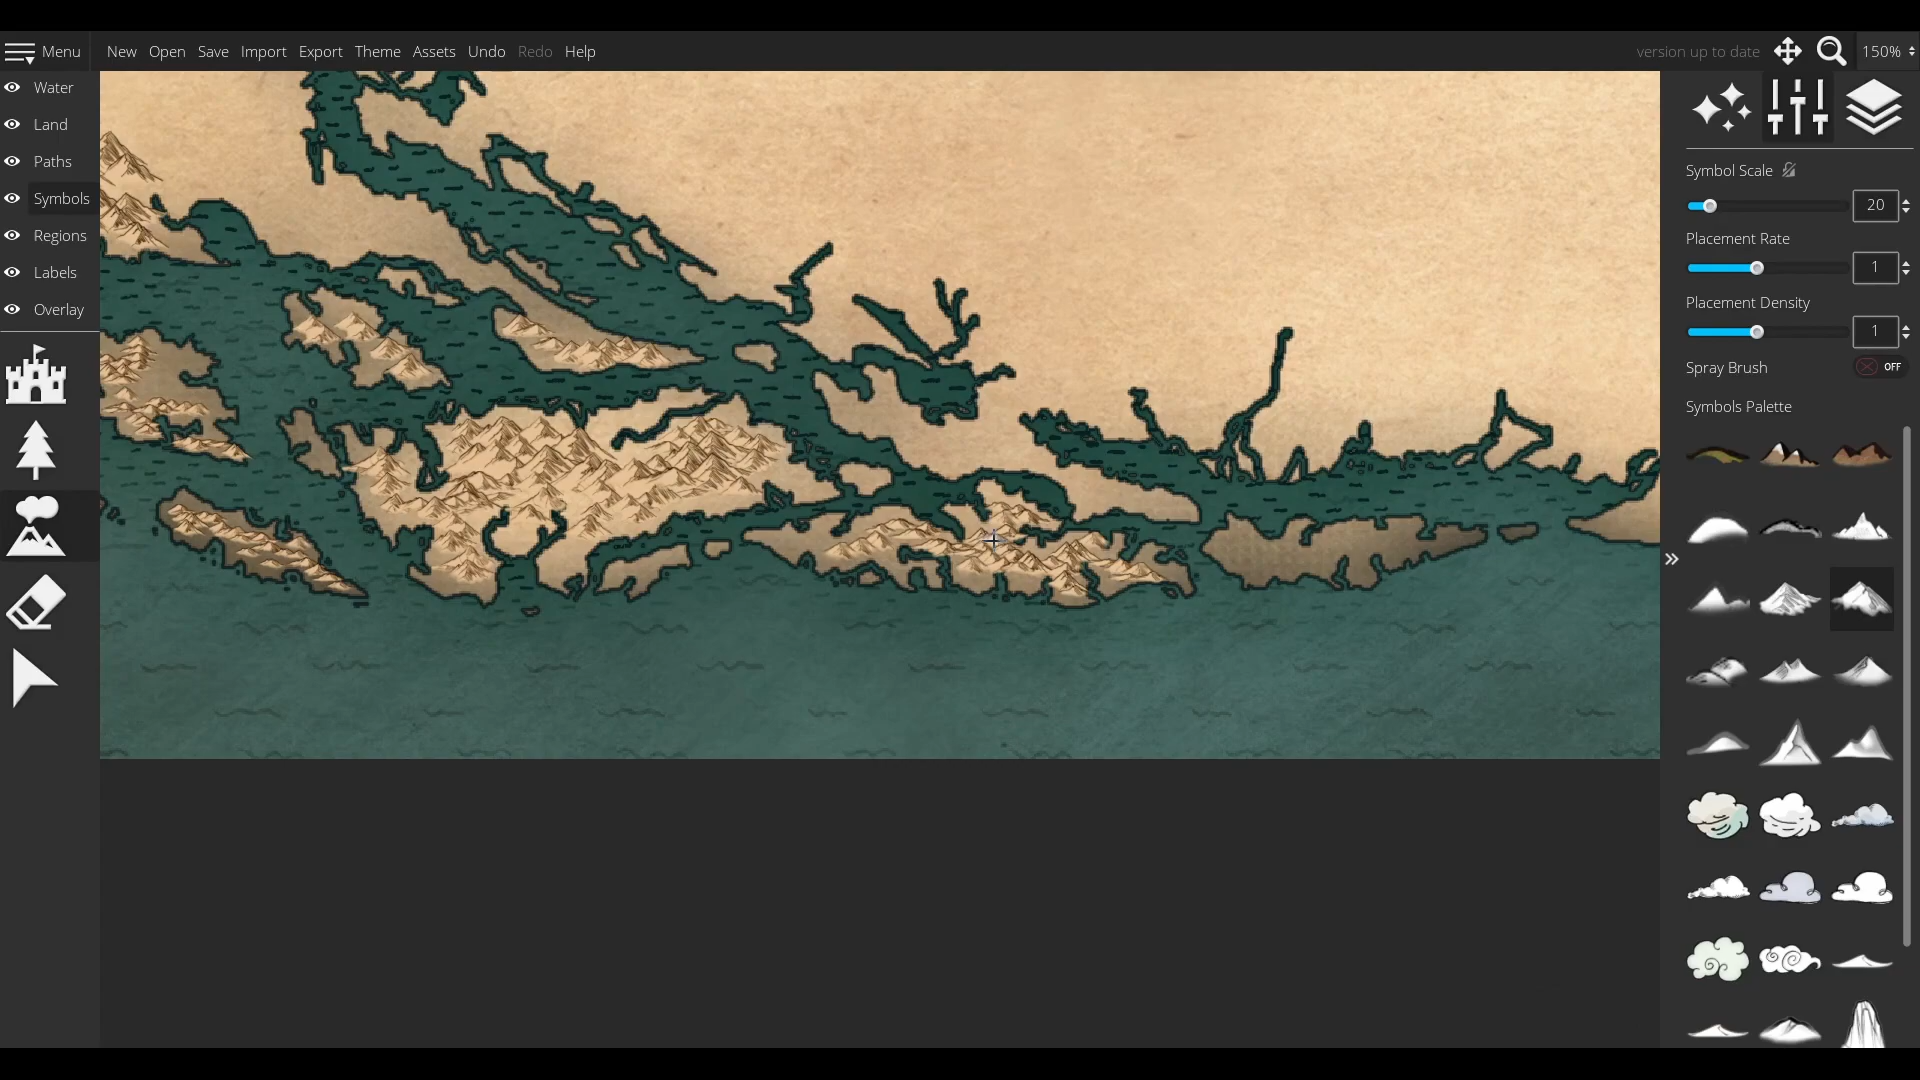 Menu New Open Save Import Export Theme Assets Undo Redo Help version up to date 150%
Water
Land
Paths
Symbols
Regions
Labels
Overlay
Symbol Scale
20
Placement Rate
1
Placement Density
1
Spray Brush OFF
Symbols Palette